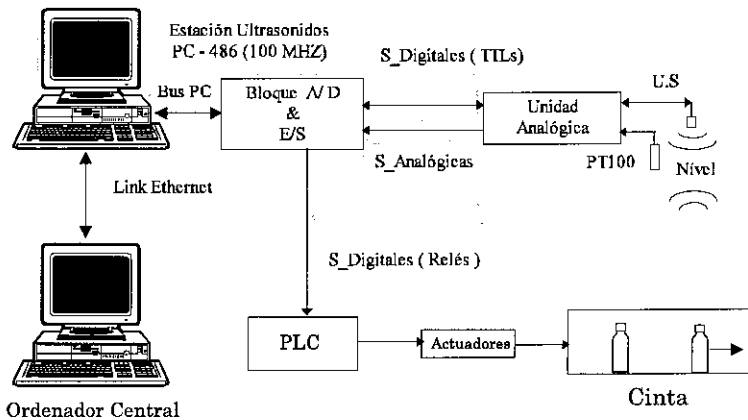 Estación Ultrasonidos
PC - 486 (100 MHZ)
S_Digitales ( TTLs)
U.S
Bus PC
Bloque A/D
&
E/S
Unidad
Analógica
S_Analógicas
PT100
Nível
Link Ethernet
S_Digitales ( Relés )
PLC
Actuadores
Cinta
Ordenador Central